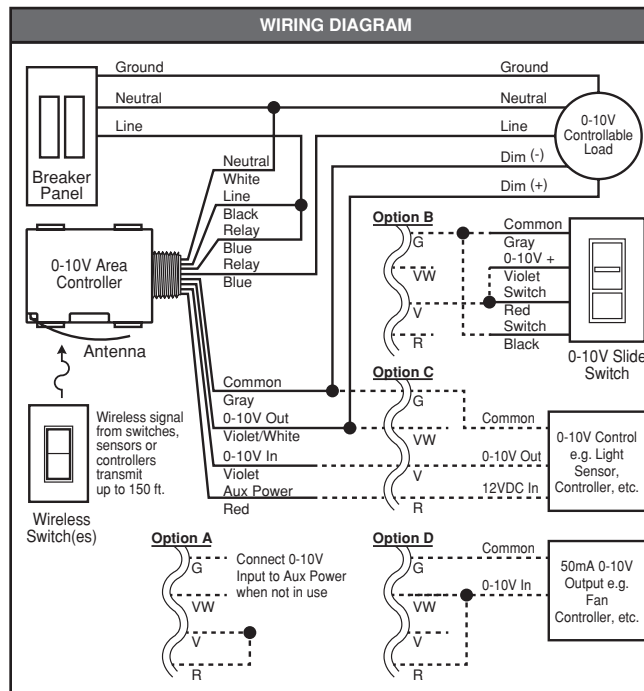 WIRING DIAGRAM
Ground
Ground
Neutral
Neutral
Line
Line
Breaker
Panel
0-10V
Controllable
Load
Dim (-)
Dim (+)
Neutral
White
Line
Black
Relay
Blue
Relay
Blue
0-10V Area
Controller
Antenna
Option B
G
VW
V
R
Common
Gray
0-10V +
Violet
Switch
Red
Switch
Black
0-10V Slide
Switch
Wireless signal
from switches,
sensors or
controllers
transmit
up to 150 ft.
Wireless
Switch(es)
Common
Gray
0-10V Out
Violet/White
0-10V In
Violet
Aux Power
Red
Option C
G
VW
V
R
Common
0-10V Out
12VDC In
0-10V Control
e.g. Light
Sensor,
Controller, etc.
Option A
G
VW
V
R
Connect 0-10V
Input to Aux Power
when not in use
Option D
G
VW
V
R
Common
0-10V In
50mA 0-10V
Output e.g.
Fan
Controller, etc.